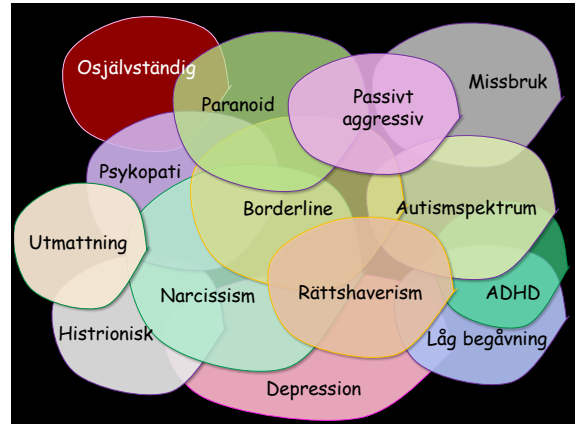 Osjälvständig
Paranoid
Passivt
aggressiv
Missbruk
Psykopati
Borderline
Autismspektrum
Utmattning
Narcissism
Rättshaverism
ADHD
Histrionisk
Låg begåvning
Depression